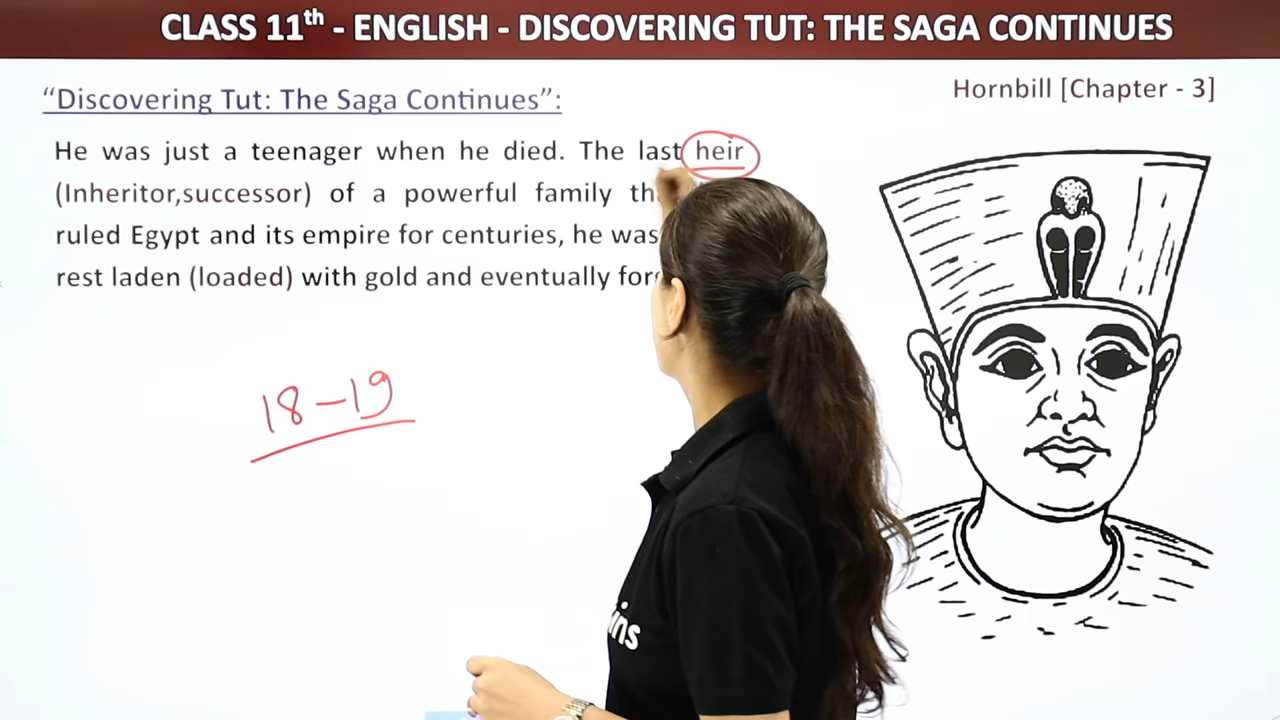 CLASS 11th - ENGLISH - DISCOVERING TUT: THE SAGA CONTINUES
Hornbill [Chapter - 3]
“Discovering Tut: The Saga Continues”:
He was just a teenager when he died. The last heir
(Inheritor,successor) of a powerful family
ruled Egypt and its empire for centuries, he was
rest laden (loaded) with gold and eventually
18-19